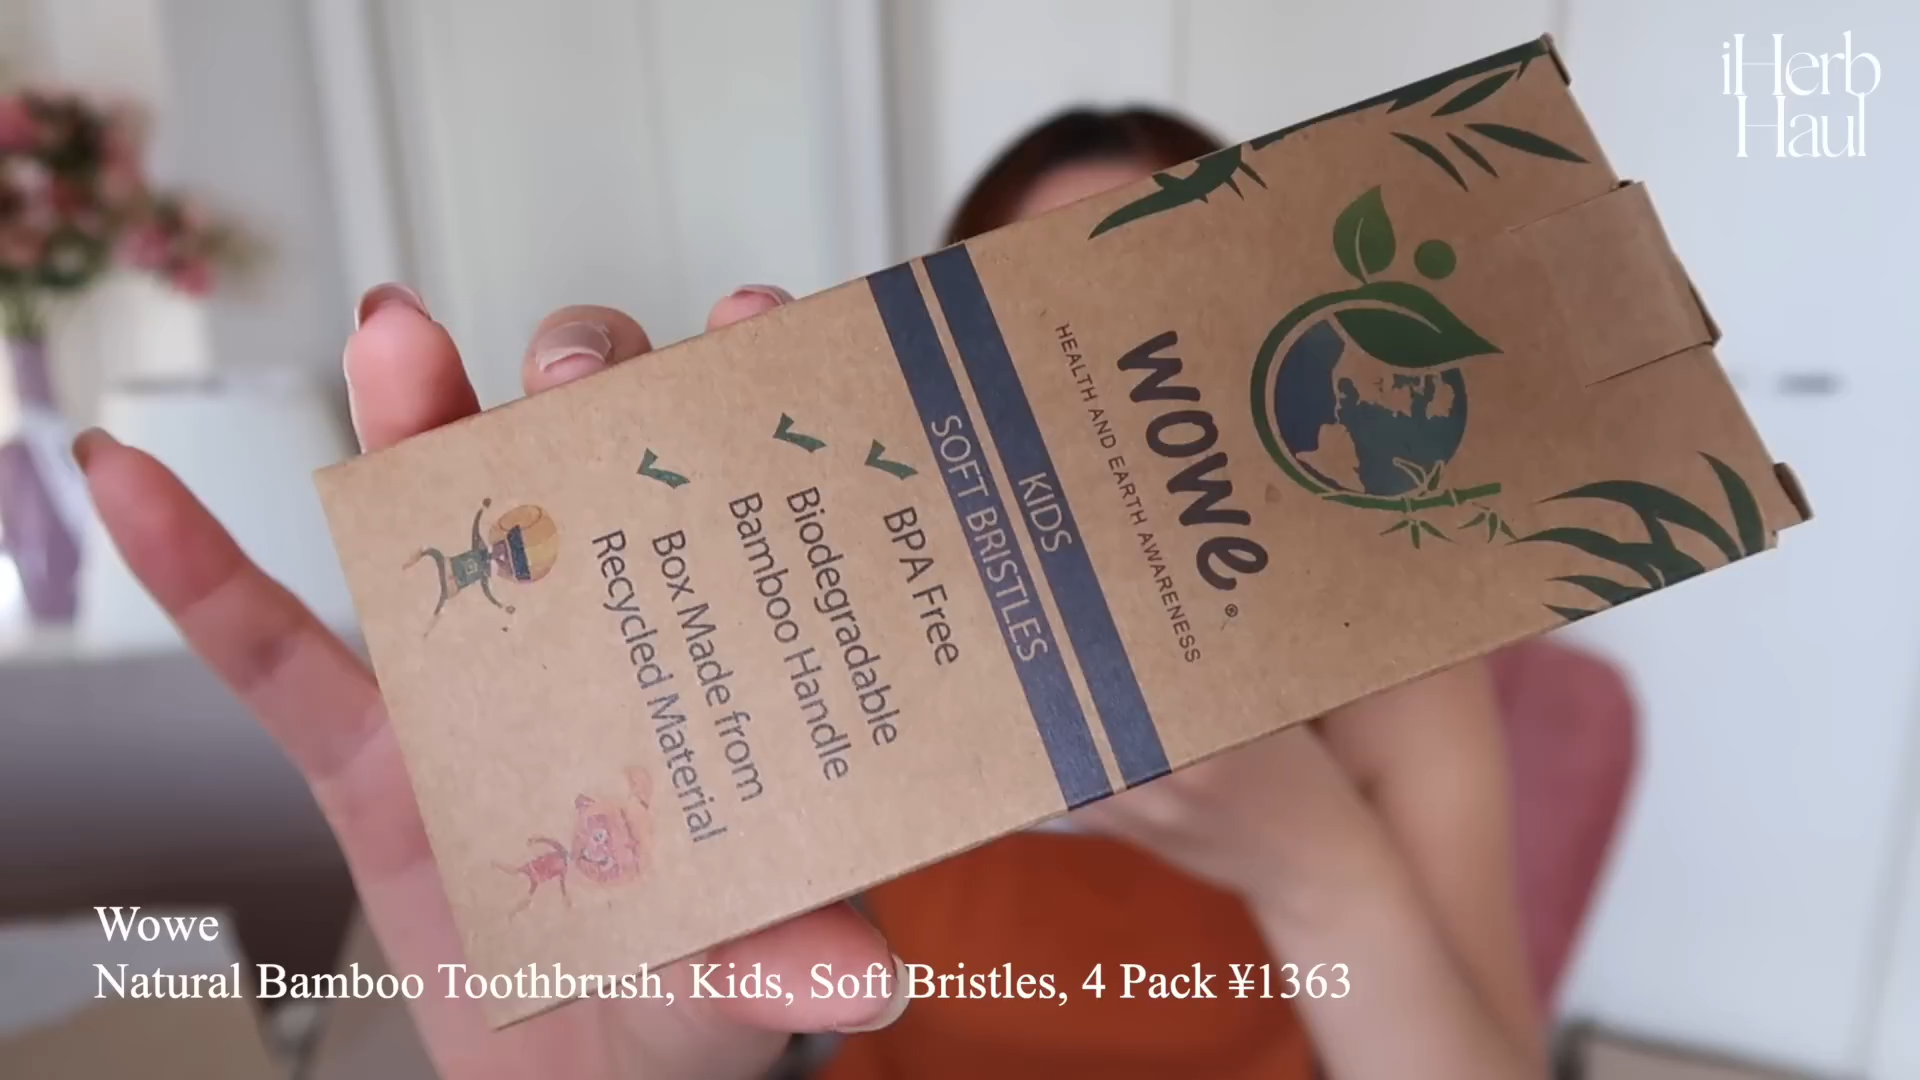 iHerb
Haul
wowe®
HEALTH AND EARTH AWARENESS
KIDS
SOFT BRISTLES
BPA Free
Biodegradable
Bamboo Handle
Box Made from
Recycled Material
Wowe
Natural Bamboo Toothbrush, Kids, Soft Bristles, 4 Pack ¥1363